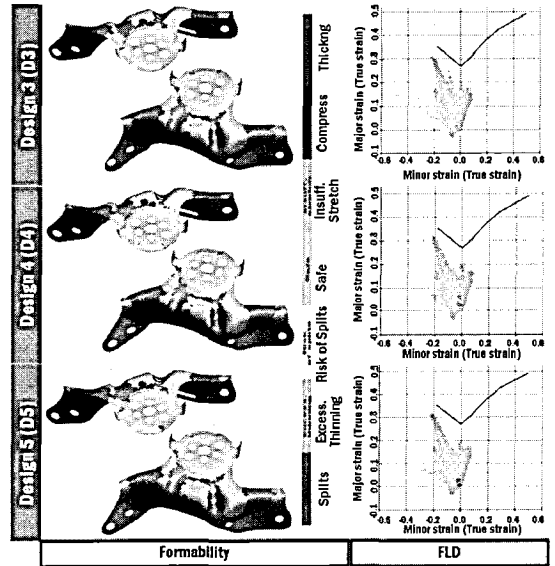 Design 3 (D3)
Thickng
Compress
Insuff.
Stretch
Safe
Risk of Splits
Excess.
Thinning
Splits
Major strain (True strain)
0.5
0.4
0.3
0.2
0.1
0.0
-0.1
-0.4 -0.2 0.0 0.2 0.4 0.6
Minor strain (True strain)
Design 4 (D4)
Major strain (True strain)
0.5
0.4
0.3
0.2
0.1
0.0
-0.1
-0.4 -0.2 0.0 0.2 0.4 0.6
Minor strain (True strain)
Design 5 (D5)
Major strain (True strain)
0.5
0.4
0.3
0.2
0.1
0.0
-0.1
-0.4 -0.2 0.0 0.2 0.4 0.6
Minor strain (True strain)
Formability
FLD